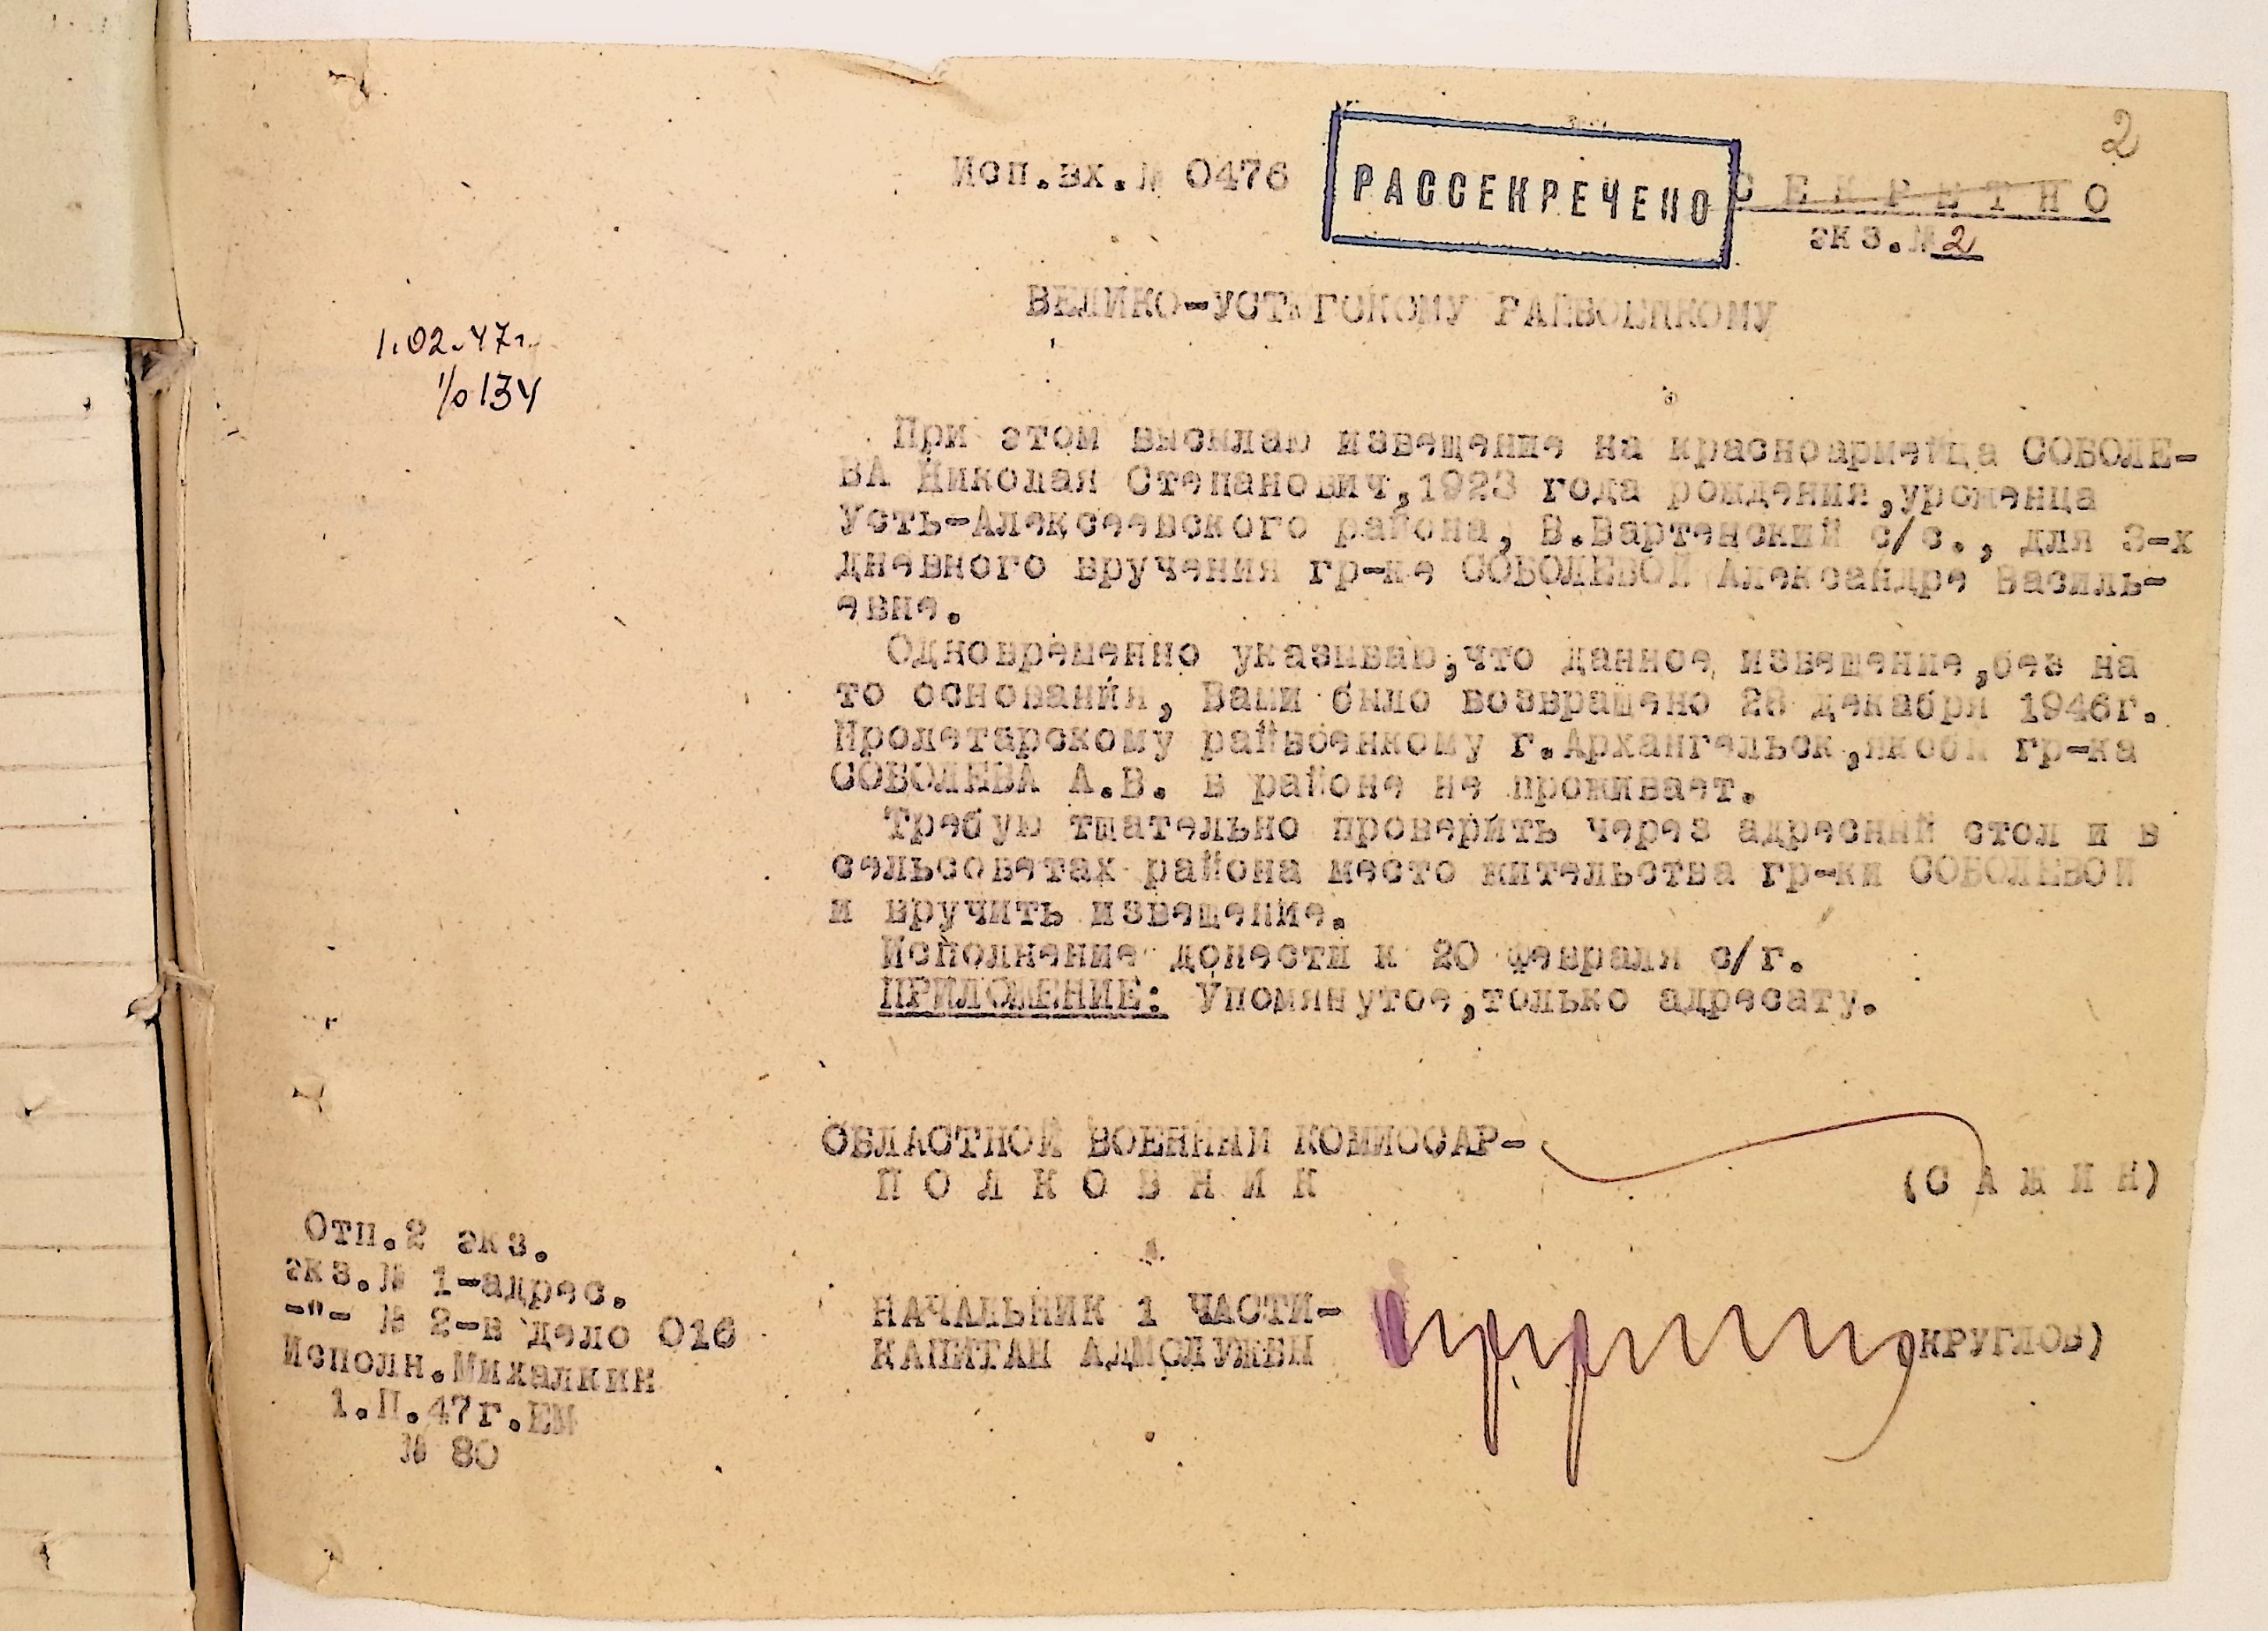 2
Исп.вх.№ 0476
РАССЕКРЕЧЕНО
СЕКРЕТНО
экз.№ 2
ВЕЛИКО-УСТЮГСКОМУ РАЙВОЕНКОМУ
1.02.47г.
1/0134
При этом высылаю извещение на красноармейца СОБОЛЕ-
ВА Николая Степанович,1923 года рождения,уроженца
Усть-Алексеевского района, В.Вартенский с/с., для 3-х
дневного вручения гр-ке СОБОЛЕВОЙ Александре Василь-
евне.
Одновременно указываю,что данное извещение,без на
то основания, Вами было возвращено 28 декабря 1946г.
Пролетарскому райвоенкому г.Архангельск,якобы гр-ка
СОБОЛЕВА А.В. в районе не проживает.
Требую тщательно проверить через адресный стол и в
сельсоветах района место жительства гр-ки СОБОЛЕВОЙ
и вручить извещение.
Исполнение донести к 20 февраля с/г.
ПРИЛОЖЕНИЕ: Упомянутое,только адресату.
ОБЛАСТНОЙ ВОЕННЫЙ КОМИССАР-
ПОЛКОВНИК
(САЖИН)
НАЧАЛЬНИК 1 ЧАСТИ-
КАПИТАН АДМСЛУЖБЫ
КРУГЛОВ)
Отп.2 экз.
экз.№ 1-адрес.
-"- № 2-в дело 016
Исполн.Михалкин
1.П.47г.ЕМ
№ 80